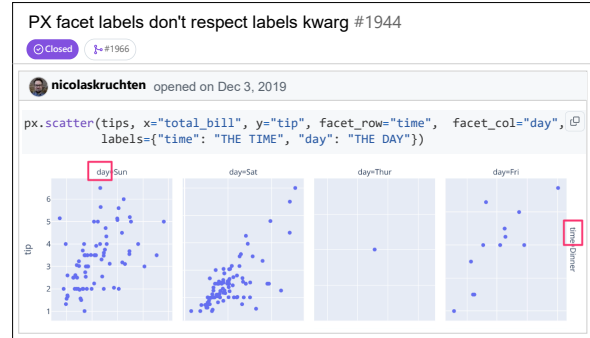 PX facet labels don't respect labels kwarg #1944
Closed #1966
nicolaskruchten opened on Dec 3, 2019
px.scatter(tips, x="total_bill", y="tip", facet_row="time", facet_col="day",
labels={"time": "THE TIME", "day": "THE DAY"})
day=Sun day=Sat day=Thur day=Fri
6
5
4
3
2
1
tip
time=Dinner